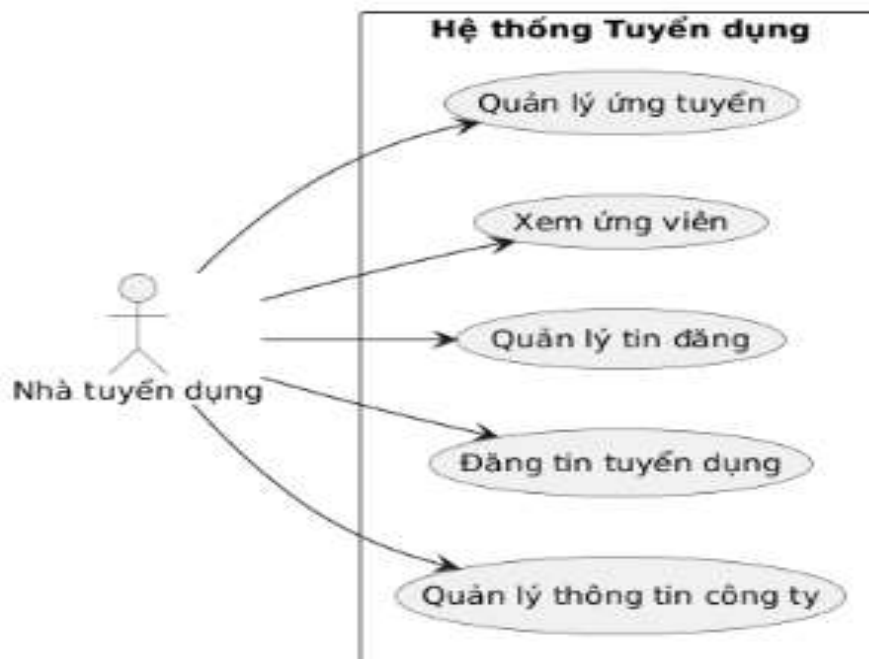 Hệ thống Tuyển dụng
Quản lý ứng tuyển
Xem ứng viên
Quản lý tin đăng
Nhà tuyển dụng
Đăng tin tuyển dụng
Quản lý thông tin công ty